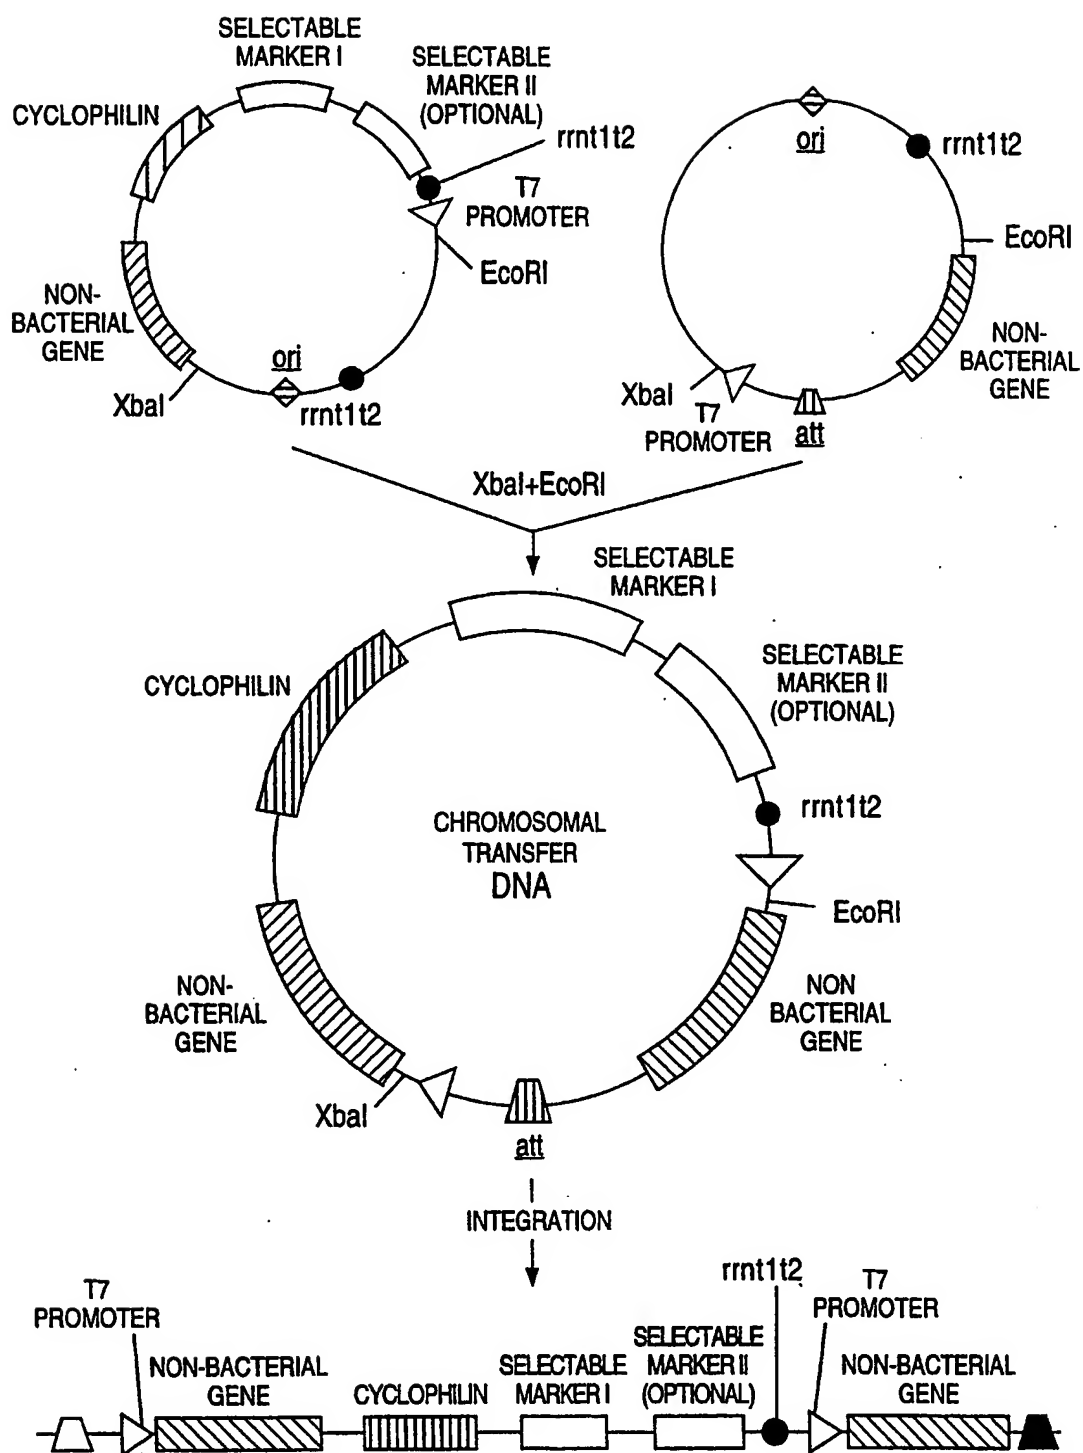 SELECTABLE
MARKER I
SELECTABLE
MARKER II
(OPTIONAL)
CYCLOPHILIN
rrnt1t2
T7
PROMOTER
EcoRI
NON-
BACTERIAL
GENE
XbaI
ori
rrnt1t2
ori
rrnt1t2
EcoRI
NON-
BACTERIAL
GENE
XbaI
T7
PROMOTER
att
XbaI+EcoRI
SELECTABLE
MARKER I
SELECTABLE
MARKER II
(OPTIONAL)
CYCLOPHILIN
rrnt1t2
CHROMOSOMAL
TRANSFER
DNA
EcoRI
NON-
BACTERIAL
GENE
NON
BACTERIAL
GENE
XbaI
att
INTEGRATION
T7
PROMOTER
NON-BACTERIAL
GENE
CYCLOPHILIN
SELECTABLE
MARKER I
SELECTABLE
MARKER II
(OPTIONAL)
rrnt1t2
T7
PROMOTER
NON-BACTERIAL
GENE